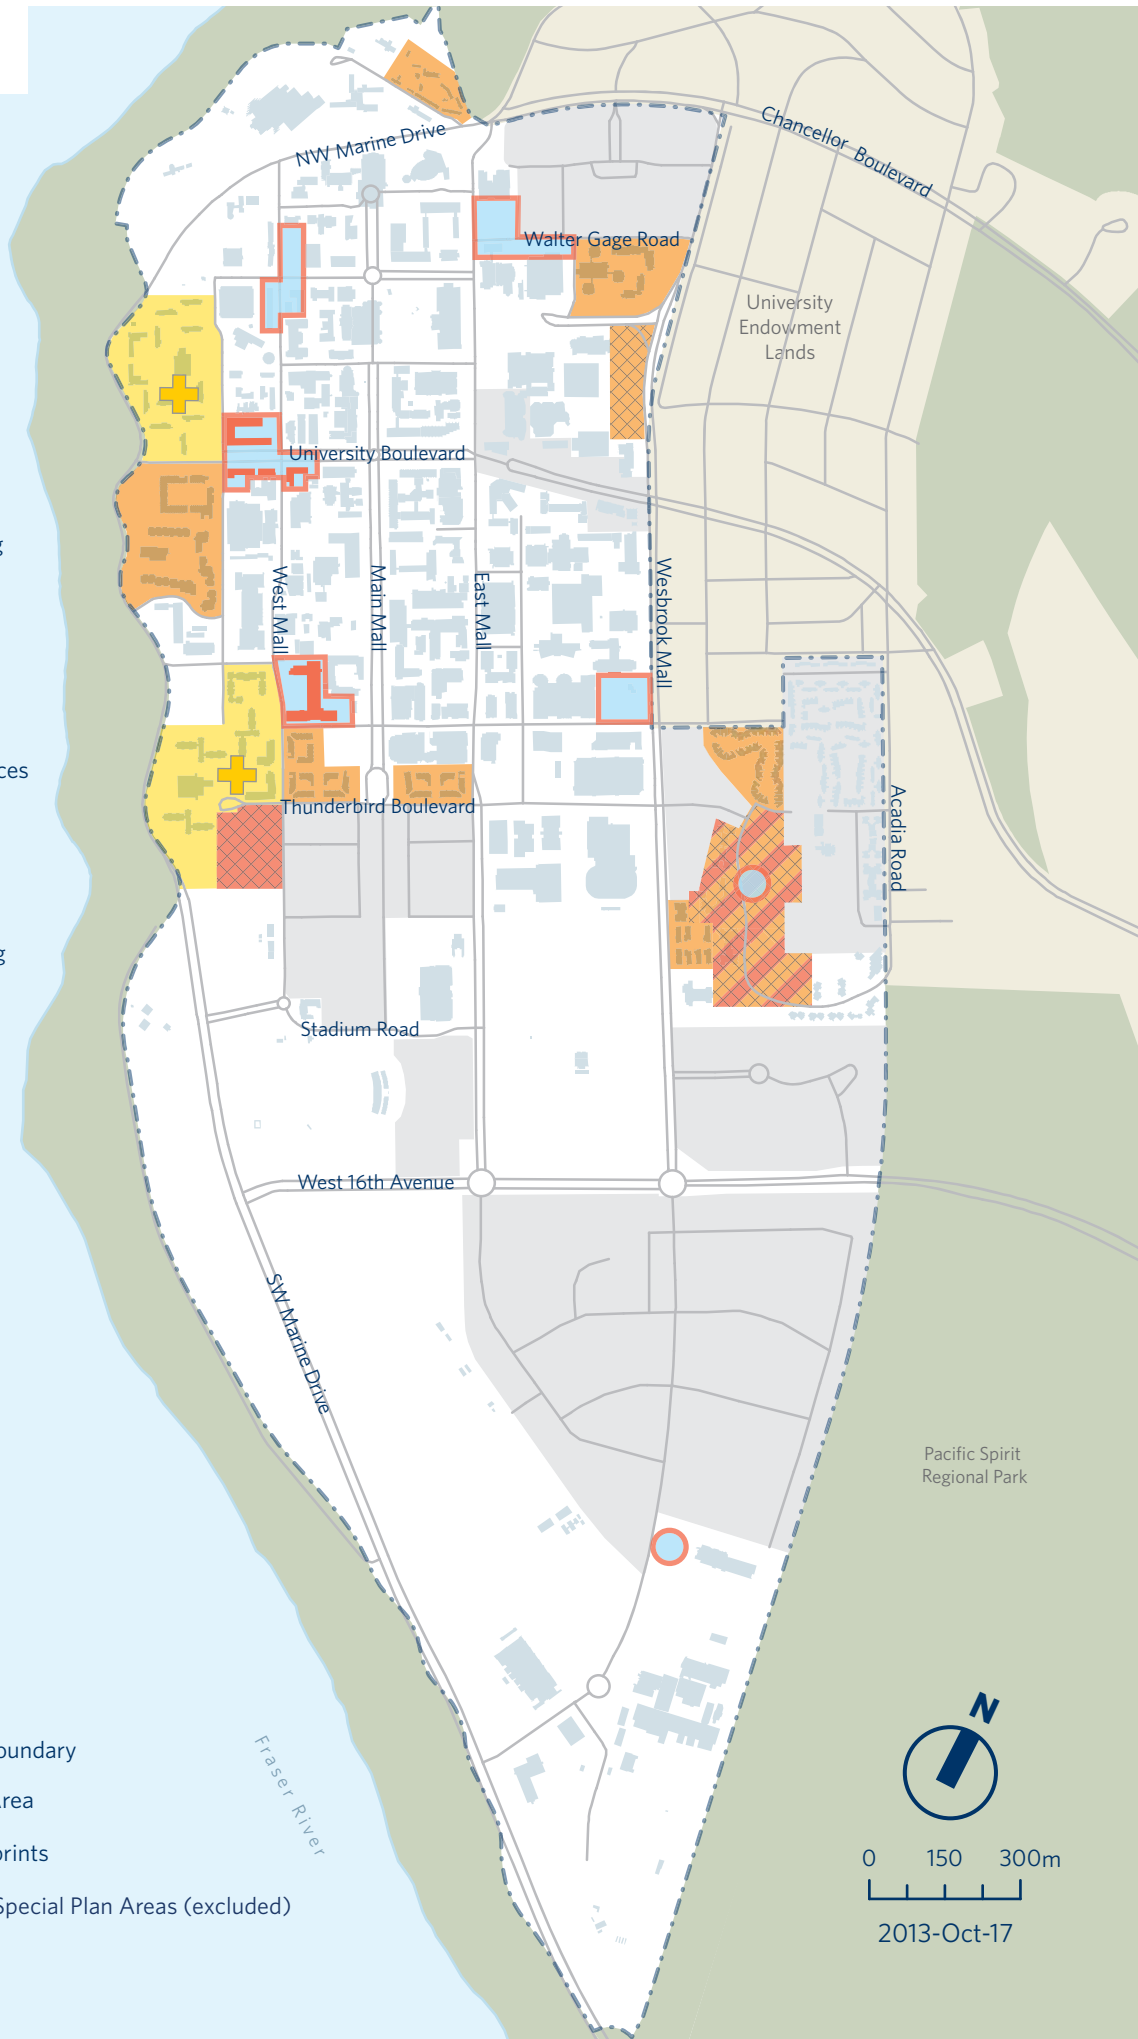 NW Marine Drive
Chancellor Boulevard
Walter Gage Road
University
Endowment
Lands
University Boulevard
g
West Mall
Main Mall
East Mall
Wesbrook Mall
ces
Thunderbird Boulevard
Acadia Road
g
Stadium Road
West 16th Avenue
SW Marine Drive
Pacific Spirit
Regional Park
Fraser River
N
oundary
rea
prints
Special Plan Areas (excluded)
0 150 300m
2013-Oct-17